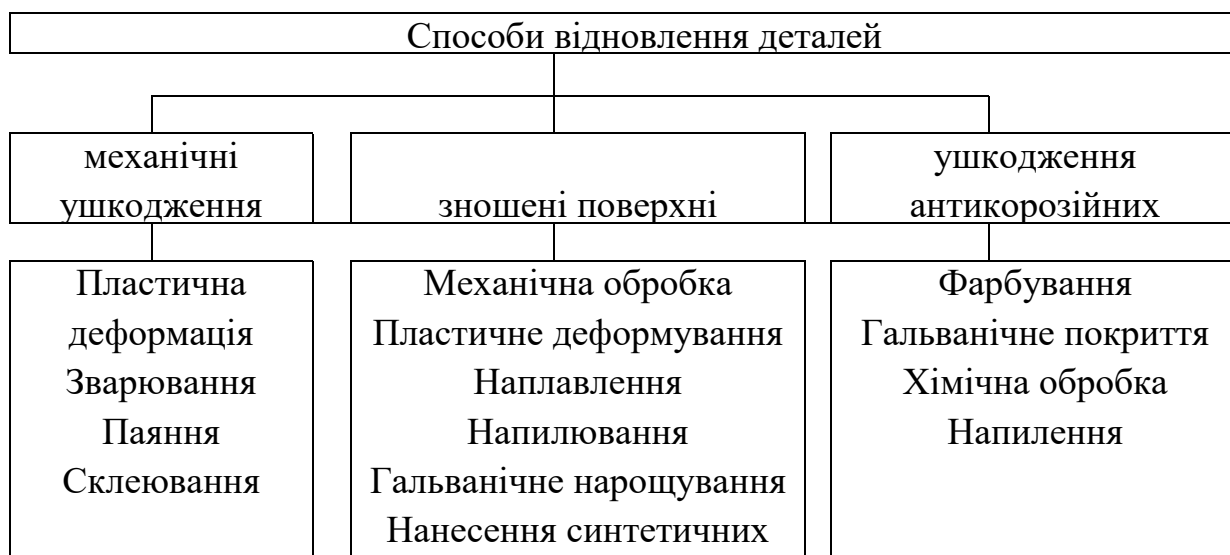 Способи відновлення деталей
механічні
ушкодження
зношені поверхні
ушкодження
антикорозійних
Пластична
деформація
Зварювання
Паяння
Склеювання
Механічна обробка
Пластичне деформування
Наплавлення
Напилювання
Гальванічне нарощування
Нанесення синтетичних
Фарбування
Гальванічне покриття
Хімічна обробка
Напилення